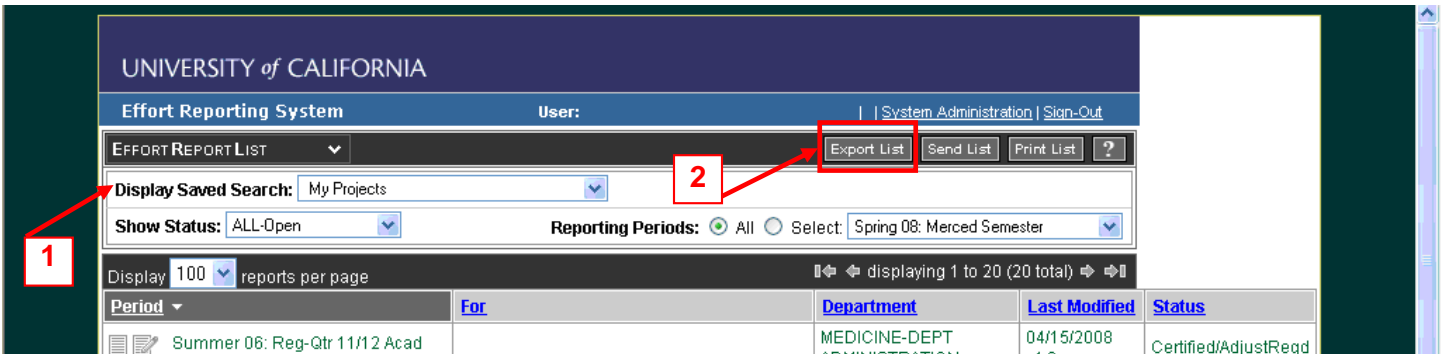 UNIVERSITY of CALIFORNIA
Effort Reporting System User: | | System Administration | Sign-Out
EFFORT REPORT LIST Export List Send List Print List ?
2
Display Saved Search: My Projects
Show Status: ALL-Open Reporting Periods: All Select: Spring 08: Merced Semester
1
Display 100 reports per page displaying 1 to 20 (20 total)
Period For Department Last Modified Status
Summer 06: Reg-Qtr 11/12 Acad MEDICINE-DEPT 04/15/2008 Certified/AdjustReqd